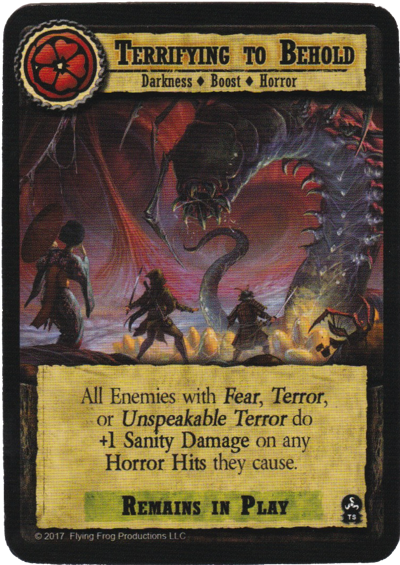 Terrifying to Behold
Darkness ◆ Boost ◆ Horror
All Enemies with Fear, Terror,
or Unspeakable Terror do
+1 Sanity Damage on any
Horror Hits they cause.
Remains in Play
TS
© 2017 Flying Frog Productions LLC